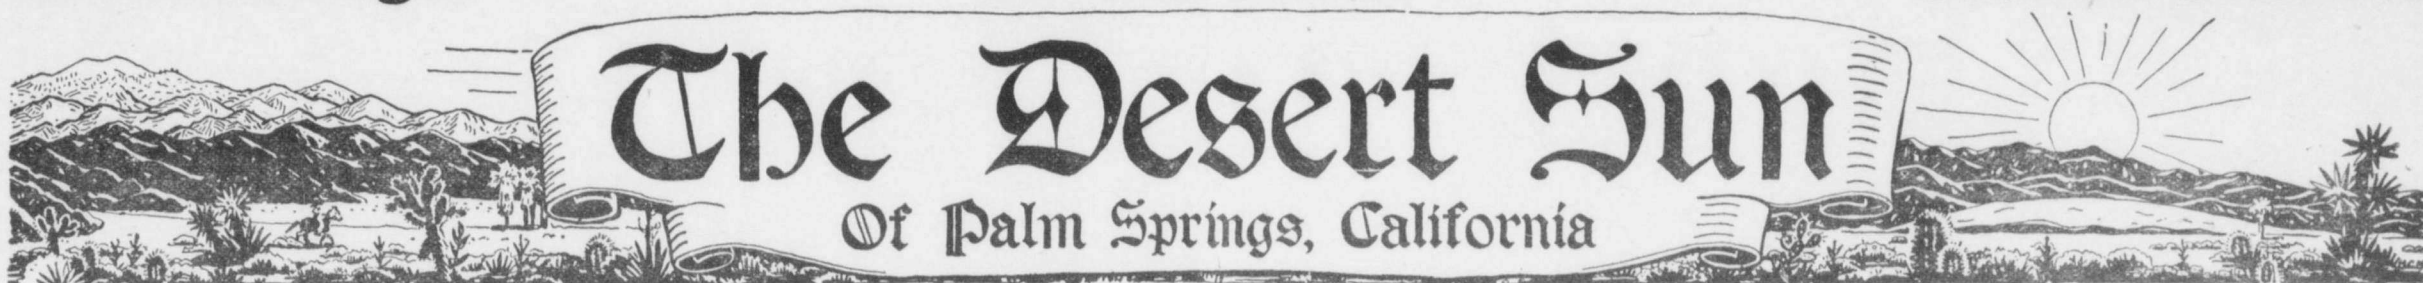 The Desert Sun
Of Palm Springs, California